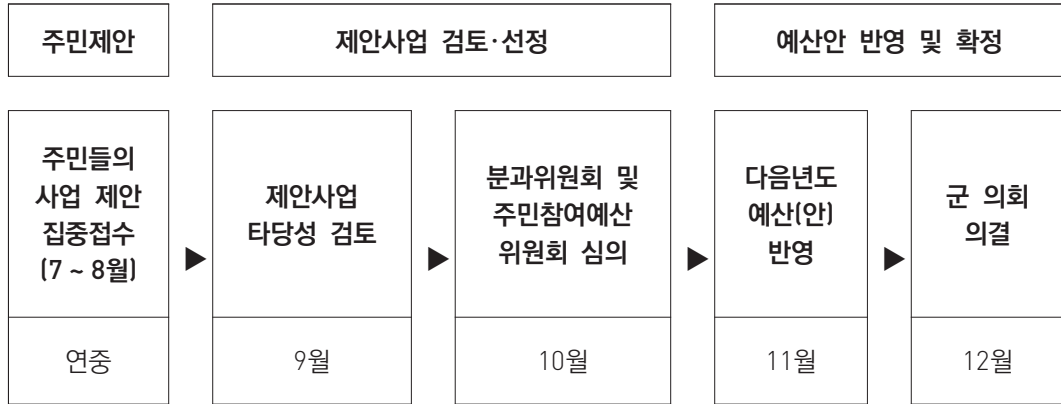 주민제안
제안사업 검토·선정
예산안 반영 및 확정
주민들의
사업 제안
집중접수
(7 ~ 8월)
▶
제안사업
타당성 검토
▶
분과위원회 및
주민참여예산
위원회 심의
▶
다음년도
예산(안)
반영
▶
군 의회
의결
연중
9월
10월
11월
12월